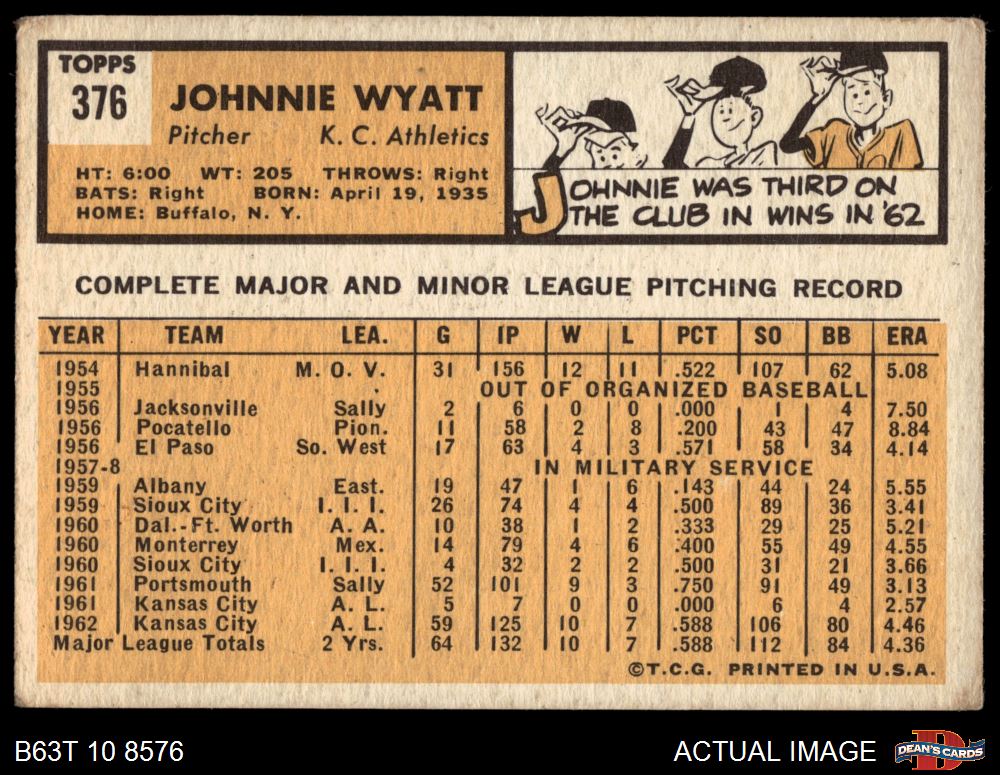 TOPPS
376
JOHNNIE WYATT
Pitcher K. C. Athletics
HT: 6:00 WT: 205 THROWS: Right
BATS: Right BORN: April 19, 1935
HOME: Buffalo, N. Y.
JOHNNIE WAS THIRD ON
THE CLUB IN WINS IN '62
COMPLETE MAJOR AND MINOR LEAGUE PITCHING RECORD
YEAR TEAM LEA. G IP W L PCT SO BB ERA
1954 Hannibal M. O. V. 31 156 12 11 .522 107 62 5.08
1955 OUT OF ORGANIZED BASEBALL
1956 Jacksonville Sally 2 6 0 0 .000 1 4 7.50
1956 Pocatello Pion. 11 58 2 8 .200 43 47 8.84
1956 El Paso So. West 17 63 4 3 .571 58 34 4.14
1957-8 IN MILITARY SERVICE
1959 Albany East. 19 47 1 6 .143 44 24 5.55
1959 Sioux City I. I. I. 26 74 4 4 .500 89 36 3.41
1960 Dal.-Ft. Worth A. A. 10 38 1 2 .333 29 25 5.21
1960 Monterrey Mex. 14 79 4 6 .400 55 49 4.55
1960 Sioux City I. I. I. 4 32 2 2 .500 31 21 3.66
1961 Portsmouth Sally 52 101 9 3 .750 91 49 3.13
1961 Kansas City A. L. 5 7 0 0 .000 6 4 2.57
1962 Kansas City A. L. 59 125 10 7 .588 106 80 4.46
Major League Totals 2 Yrs. 64 132 10 7 .588 112 84 4.36
©T.C.G. PRINTED IN U.S.A.
B63T 10 8576 ACTUAL IMAGE DEAN'S CARDS